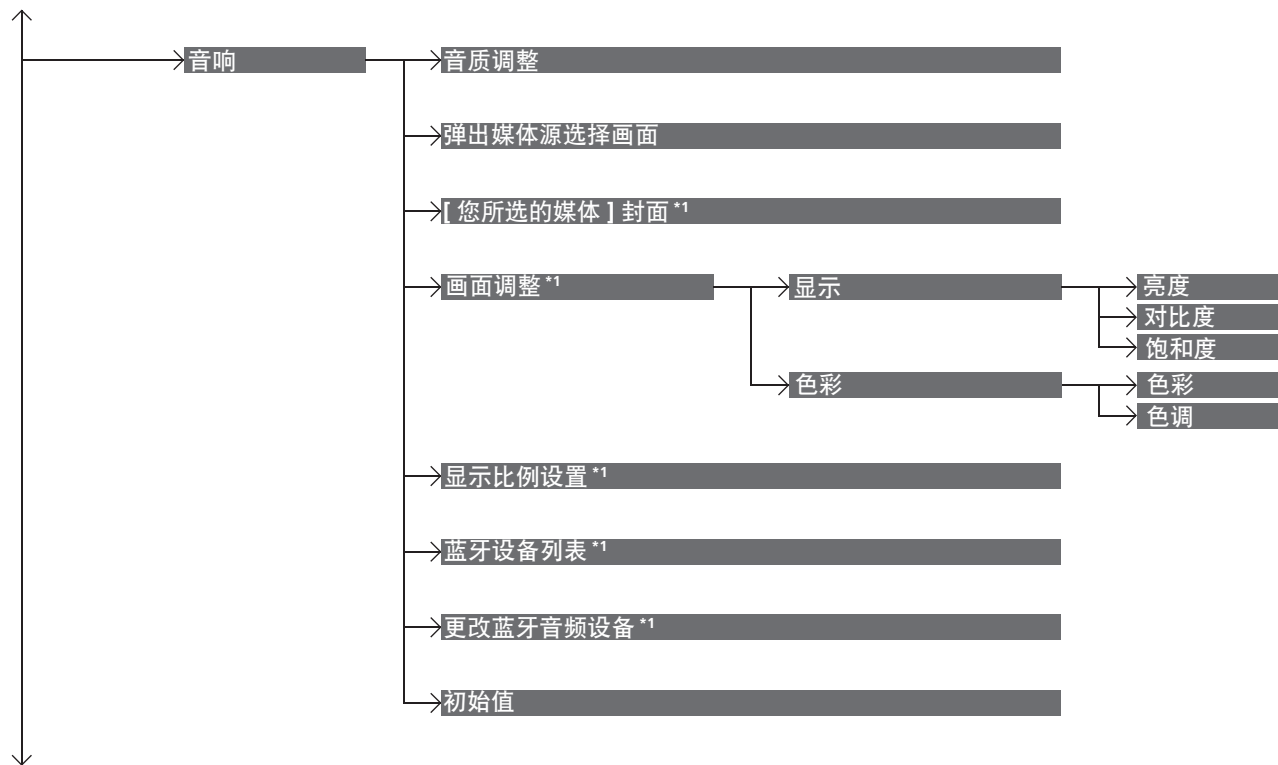 音响
音质调整
弹出媒体源选择画面
[ 您所选的媒体 ] 封面 *1
画面调整 *1
显示
亮度
对比度
饱和度
色彩
色彩
色调
显示比例设置 *1
蓝牙设备列表 *1
更改蓝牙音频设备 *1
初始值